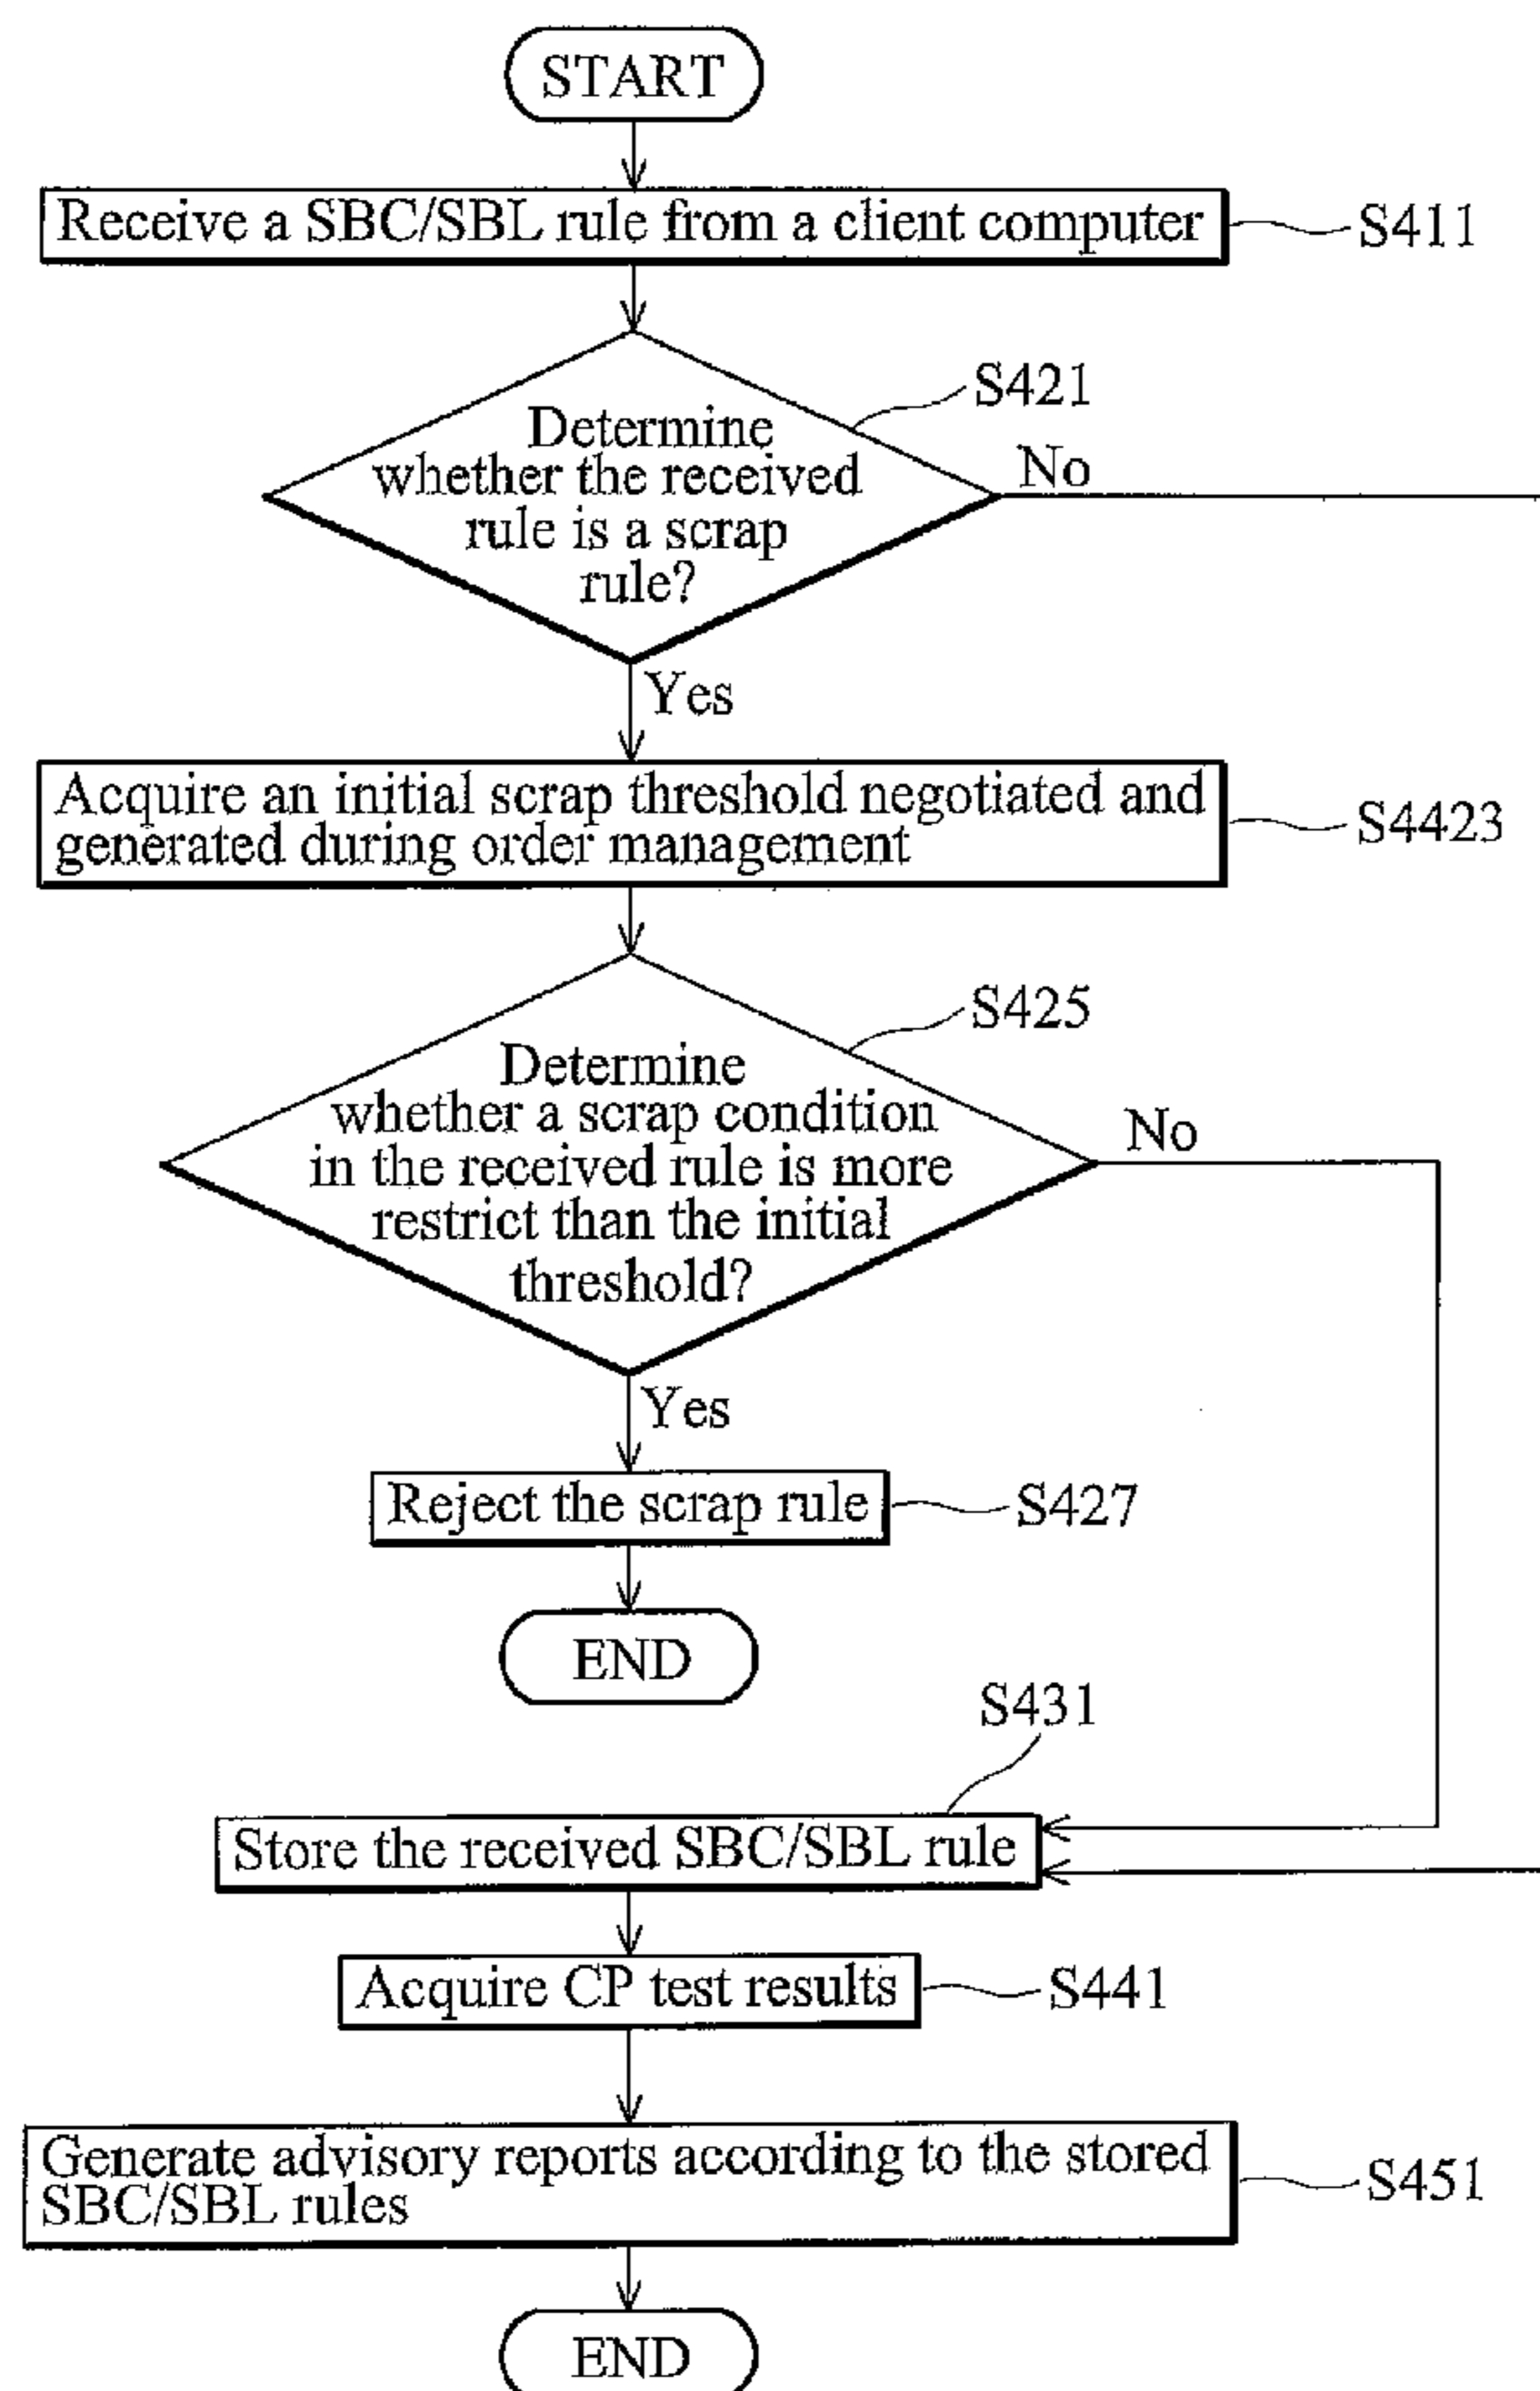 START
Receive a SBC/SBL rule from a client computer
S411
S421
Determine
whether the received
rule is a scrap
rule?
No
Yes
Acquire an initial scrap threshold negotiated and
generated during order management
S4423
S425
Determine
whether a scrap condition
in the received rule is more
restrict than the initial
threshold?
No
Yes
Reject the scrap rule
S427
END
S431
Store the received SBC/SBL rule
Acquire CP test results
S441
Generate advisory reports according to the stored
SBC/SBL rules
S451
END